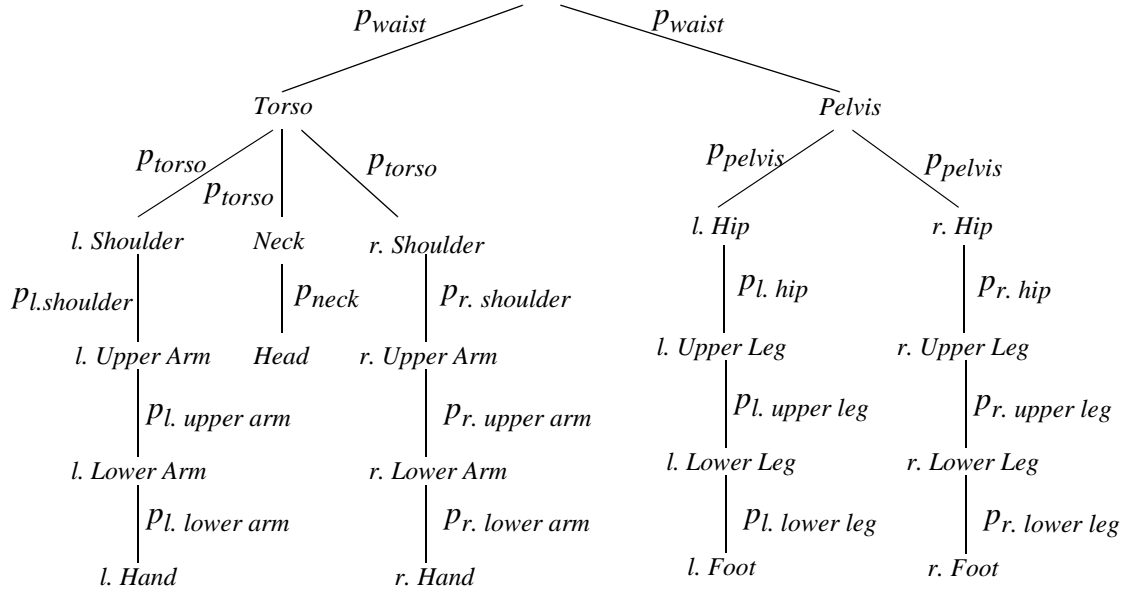 p_waist p_waist
Torso Pelvis
p_torso p_torso p_torso p_pelvis p_pelvis
l. Shoulder Neck r. Shoulder l. Hip r. Hip
p_l.shoulder p_neck p_r. shoulder p_l. hip p_r. hip
l. Upper Arm Head r. Upper Arm l. Upper Leg r. Upper Leg
p_l. upper arm p_r. upper arm p_l. upper leg p_r. upper leg
l. Lower Arm r. Lower Arm l. Lower Leg r. Lower Leg
p_l. lower arm p_r. lower arm p_l. lower leg p_r. lower leg
l. Hand r. Hand l. Foot r. Foot